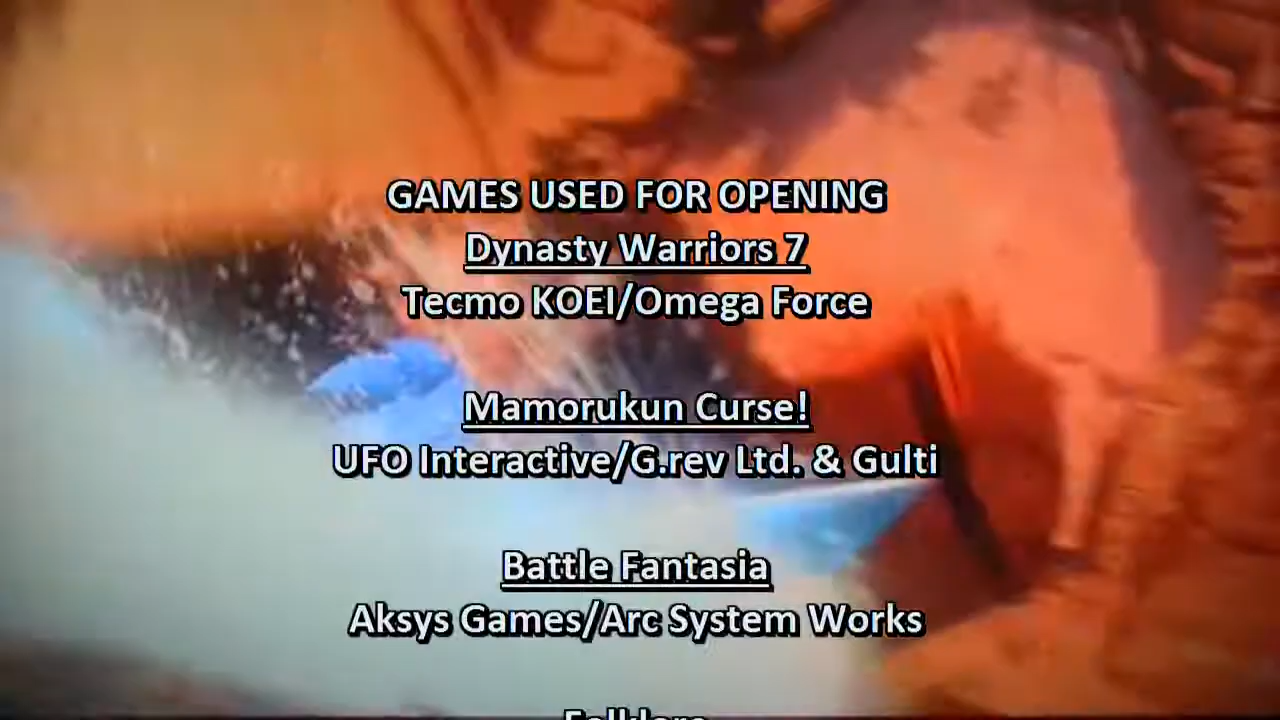 GAMES USED FOR OPENING
Dynasty Warriors 7
Tecmo KOEI/Omega Force
Mamorukun Curse!
UFO Interactive/G.rev Ltd. & Gulti
Battle Fantasia
Aksys Games/Arc System Works